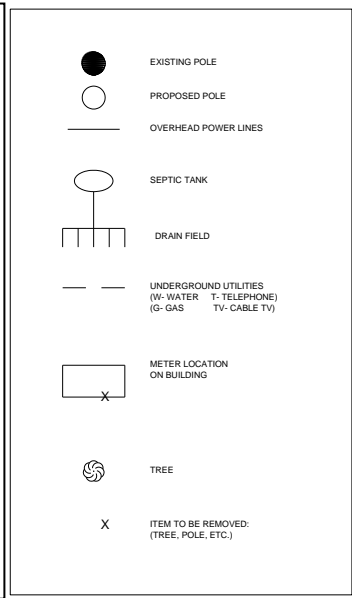 EXISTING POLE
PROPOSED POLE
OVERHEAD POWER LINES
SEPTIC TANK
DRAIN FIELD
UNDERGROUND UTILITIES
(W- WATER T- TELEPHONE)
(G- GAS TV- CABLE TV)
METER LOCATION
ON BUILDING
X
TREE
X ITEM TO BE REMOVED:
(TREE, POLE, ETC.)